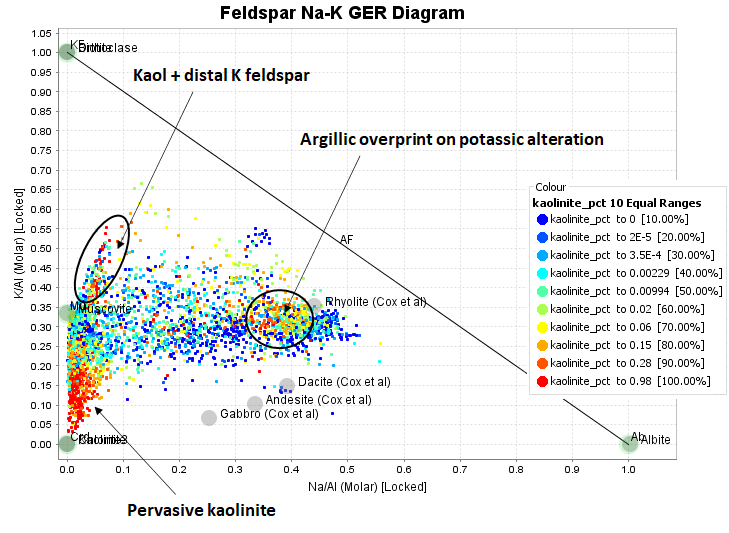 Feldspar Na-K GER Diagram
1.05
1.00
0.95
0.90
0.85
0.80
0.75
0.70
0.65
0.60
0.55
0.50
0.45
0.40
0.35
0.30
0.25
0.20
0.15
0.10
0.05
0.00
K/Al (Molar) [Locked]
Kaol + distal K feldspar
Argillic overprint on potassic alteration
AF
Muscovite
Rhyolite (Cox et al)
Dacite (Cox et al)
Andesite (Cox et al)
Gabbro (Cox et al)
Ab
Albite
Colour
kaolinite_pct 10 Equal Ranges
kaolinite_pct to 0 [10.00%]
kaolinite_pct to 2E-5 [20.00%]
kaolinite_pct to 3.5E-4 [30.00%]
kaolinite_pct to 0.00229 [40.00%]
kaolinite_pct to 0.00994 [50.00%]
kaolinite_pct to 0.02 [60.00%]
kaolinite_pct to 0.06 [70.00%]
kaolinite_pct to 0.15 [80.00%]
kaolinite_pct to 0.28 [90.00%]
kaolinite_pct to 0.98 [100.00%]
0.0
0.1
0.2
0.3
0.4
0.5
0.6
0.7
0.8
0.9
1.0
Na/Al (Molar) [Locked]
Pervasive kaolinite